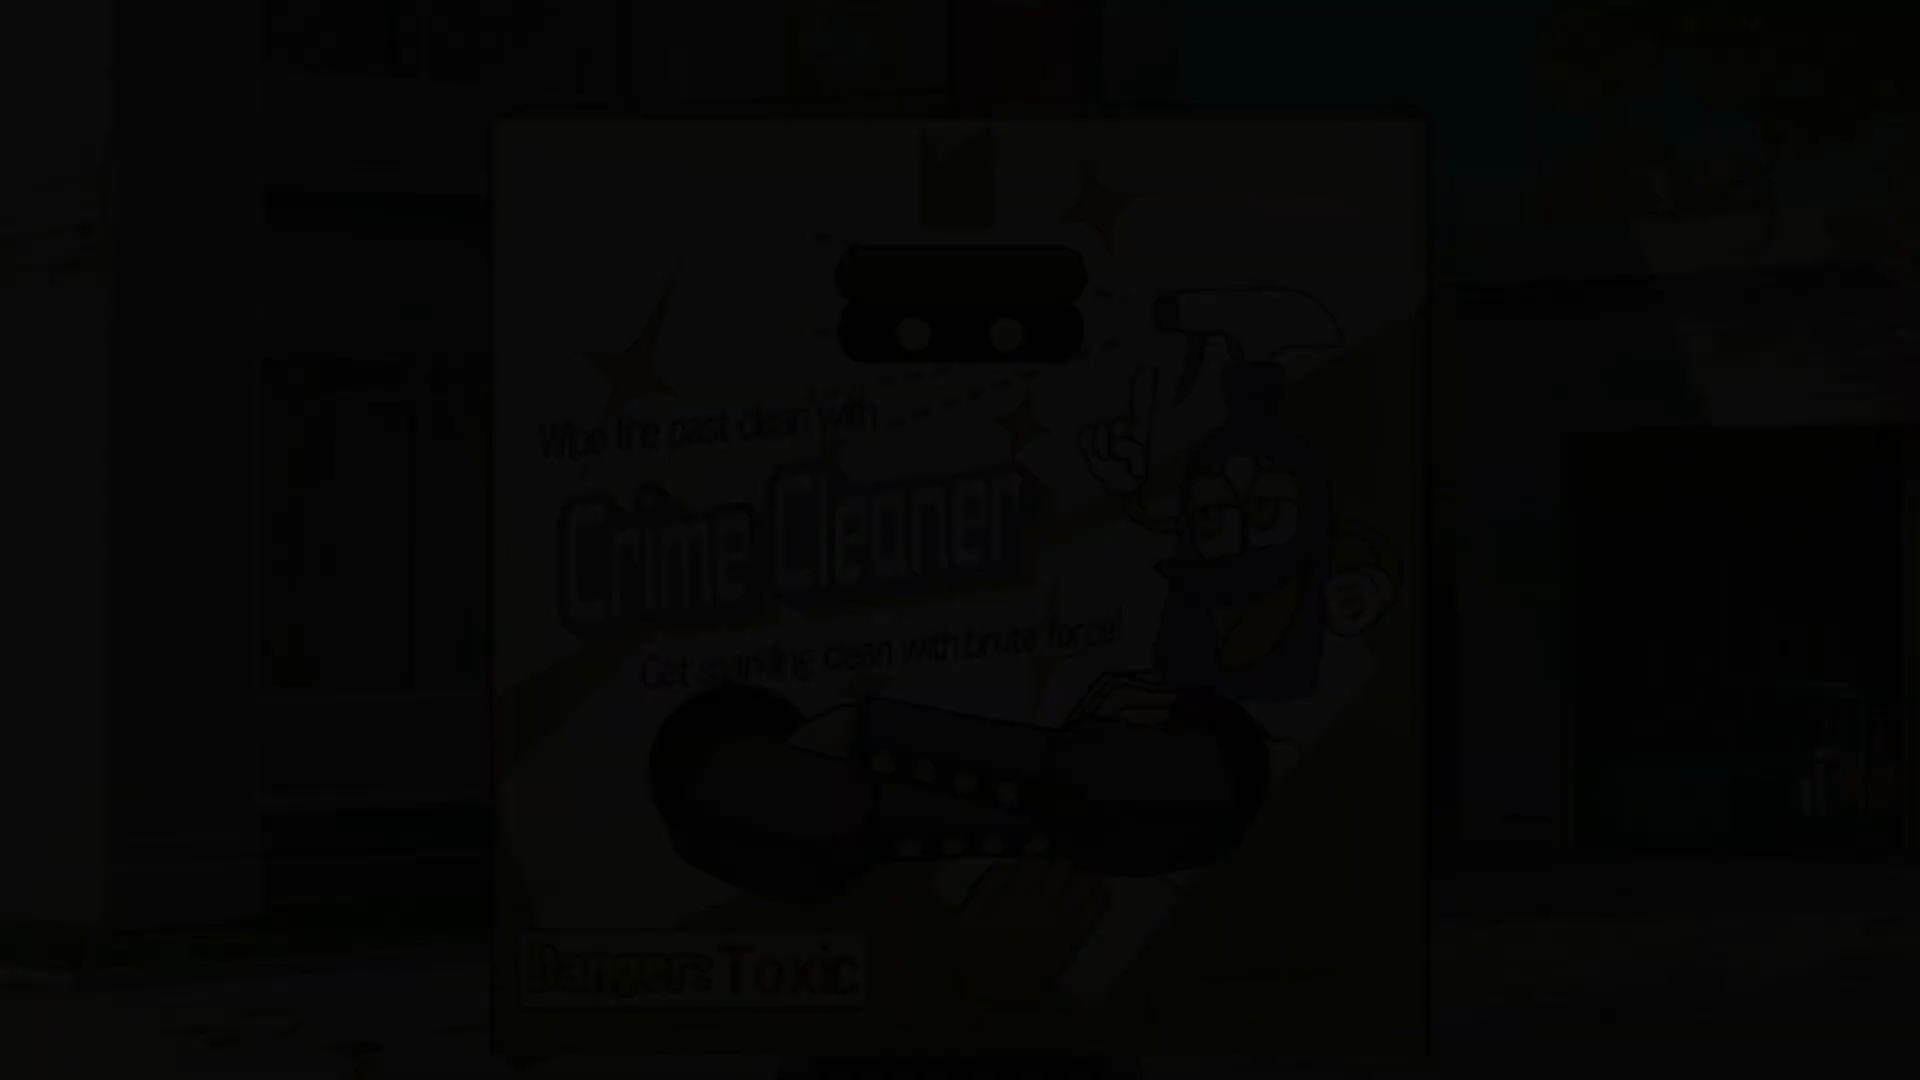 Wipe the past clean with
Crime Cleaner
Get sparkling clean with brute force!
Danger: Toxic